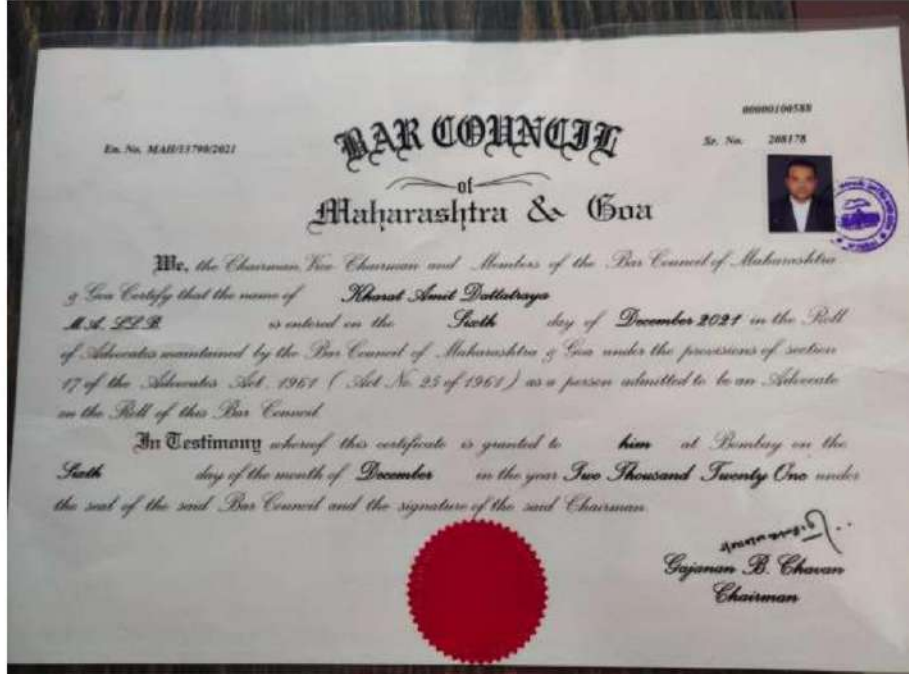 00000100588
En. No. MAH/13790/2021
Sr. No. 208178
BAR COUNCIL
of
Maharashtra & Goa
We, the Chairman, Vice Chairman and Members of the Bar Council of Maharashtra
& Goa Certify that the name of Kharat Amit Dattatraya
M.A. LL.B. is entered on the Sixth day of December 2021 in the Roll
of Advocates maintained by the Bar Council of Maharashtra & Goa under the provisions of section
17 of the Advocates Act, 1961 ( Act No. 25 of 1961 ) as a person admitted to be an Advocate
on the Roll of this Bar Council.
In Testimony whereof this certificate is granted to him at Bombay on the
Sixth day of the month of December in the year Two Thousand Twenty One under
the seal of the said Bar Council and the signature of the said Chairman.
Gajanan B. Chavan
Chairman